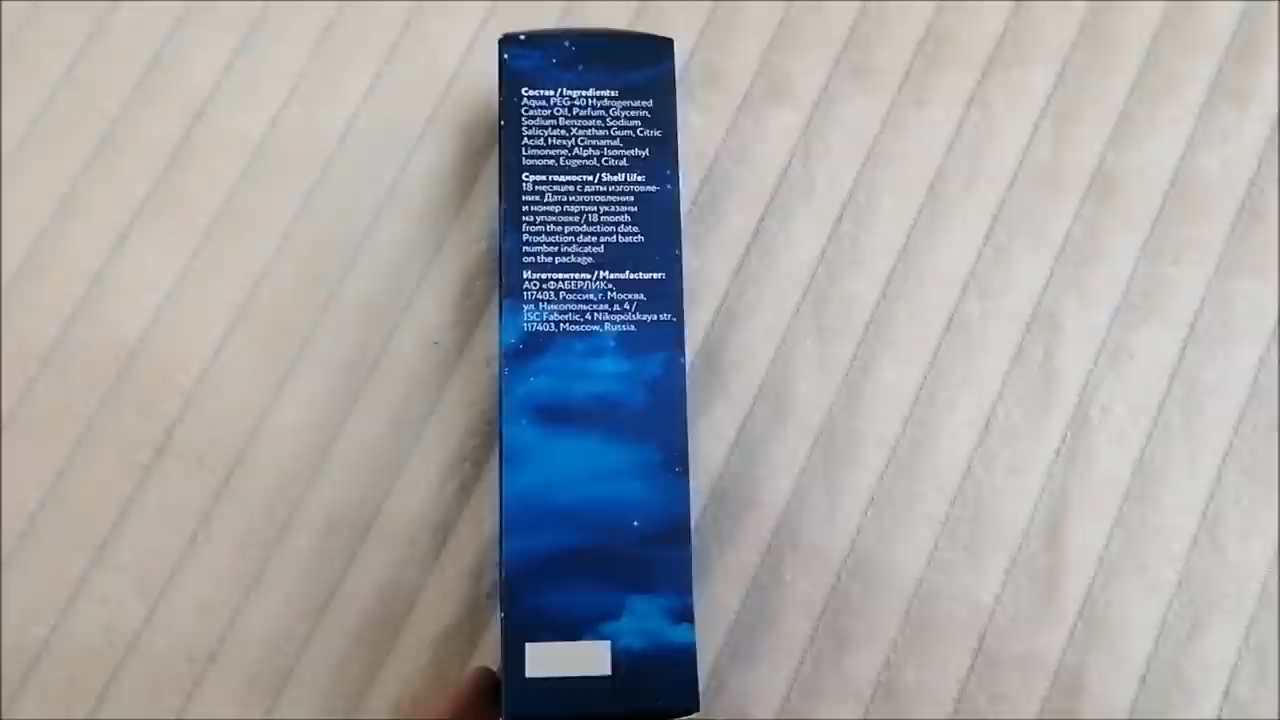 Состав / Ingredients:
Aqua, PEG-40 Hydrogenated
Castor Oil, Parfum, Glycerin,
Sodium Benzoate, Sodium
Salicylate, Xanthan Gum, Citric
Acid, Hexyl Cinnamal,
Limonene, Alpha-Isomethyl
Ionone, Eugenol, Citral.
Срок годности / Shelf life:
18 месяцев с даты изготовле-
ния. Дата изготовления
и номер партии указаны
на упаковке / 18 month
from the production date.
Production date and batch
number indicated
on the package.
Изготовитель / Manufacturer:
АО «ФАБЕРЛИК»,
117403, Россия, г. Москва,
ул. Никопольская, д. 4 /
JSC Faberlic, 4 Nikopolskaya str.,
117403, Moscow, Russia.